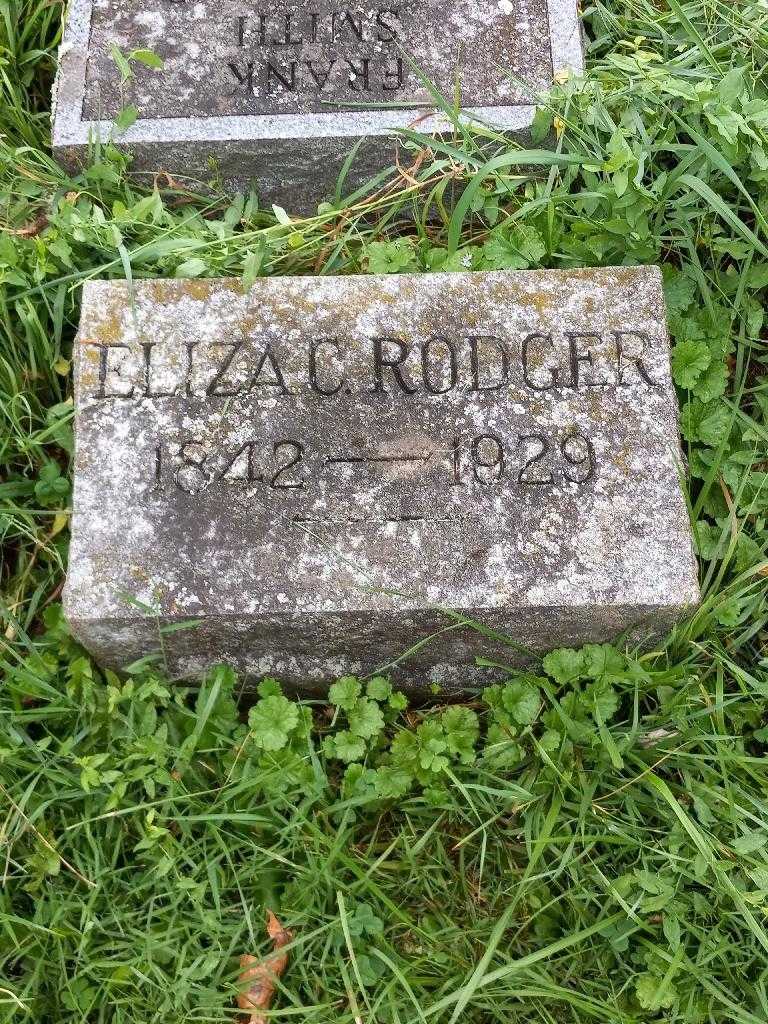 FRANK
SMITH
ELIZA C. RODGER
1842 — 1929